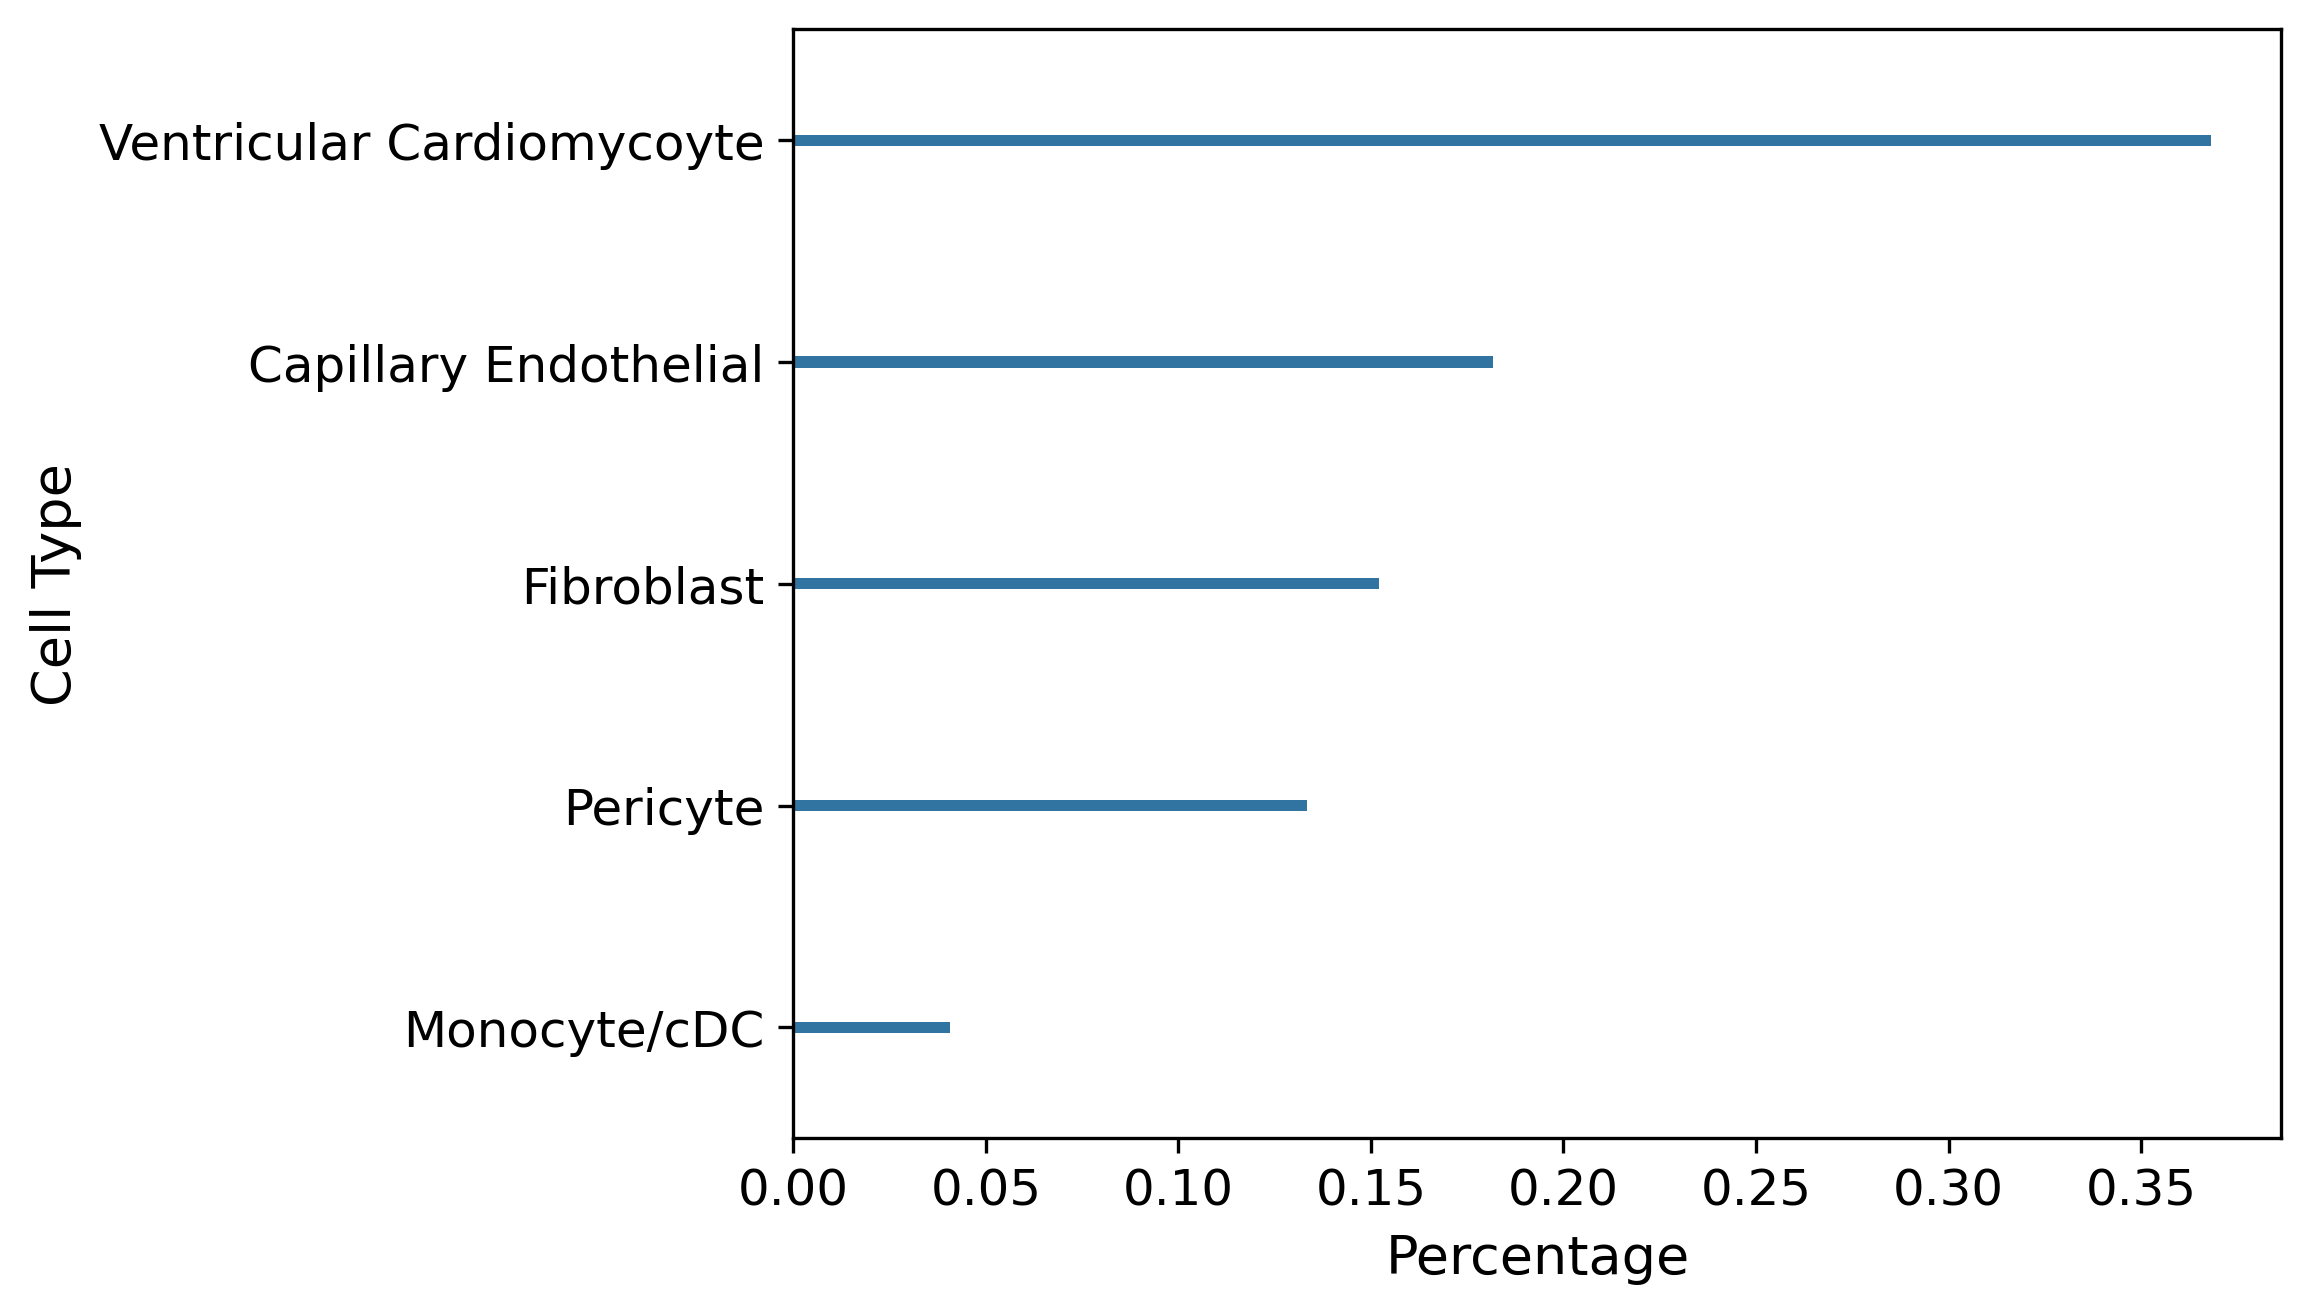 Ventricular Cardiomycoyte
Capillary Endothelial
Fibroblast
Pericyte
Monocyte/cDC
Cell Type
0.00 0.05 0.10 0.15 0.20 0.25 0.30 0.35
Percentage